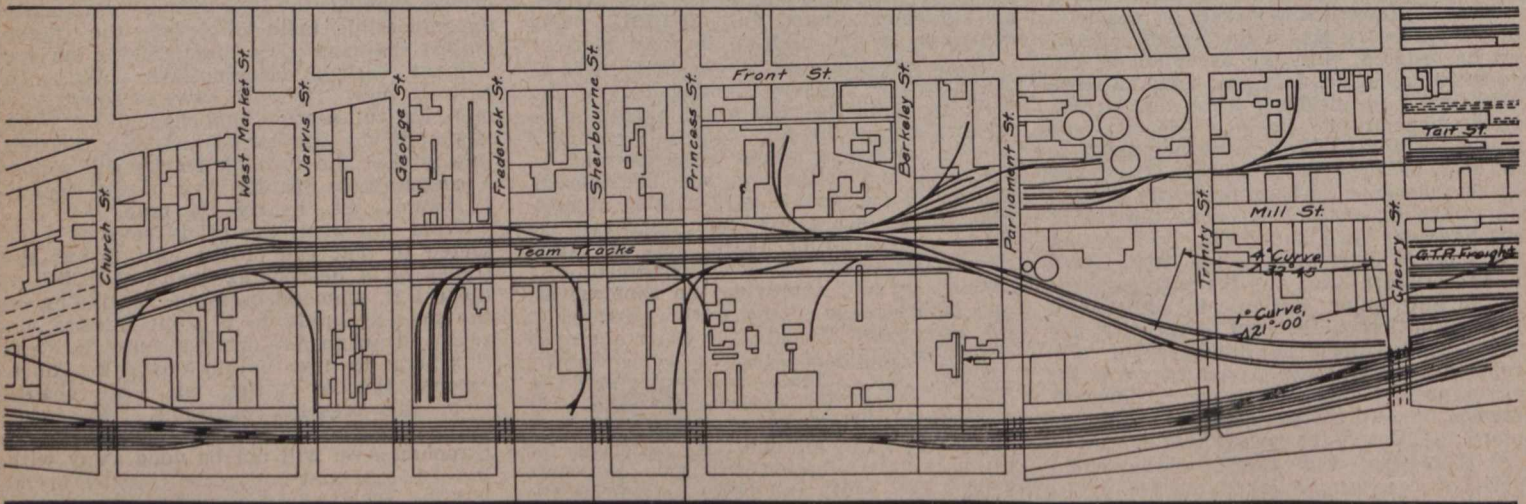 Church St.
West Market St.
Jarvis St.
George St.
Frederick St.
Sherbourne St.
Princess St.
Front St.
Berkeley St.
Parliament St.
Trinity St.
Cherry St.
Tait St.
Mill St.
Team Tracks
4° Curve,
Δ32°-45'
1° Curve,
Δ21°-00
G.T.R. Freight